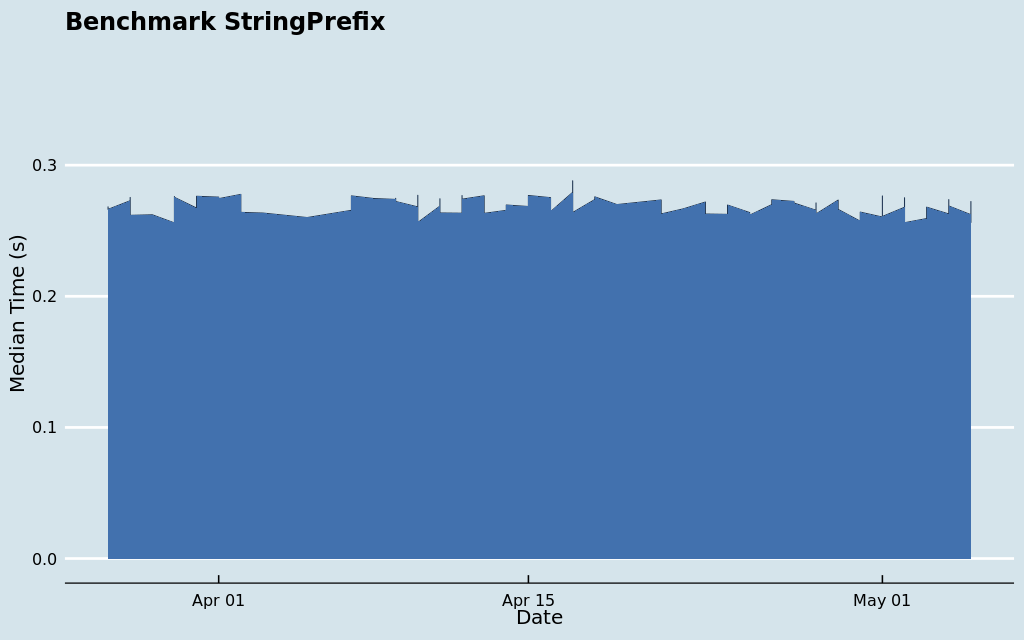 Benchmark StringPrefix
Median Time (s)
0.3
0.2
0.1
0.0
Apr 01
Apr 15
May 01
Date